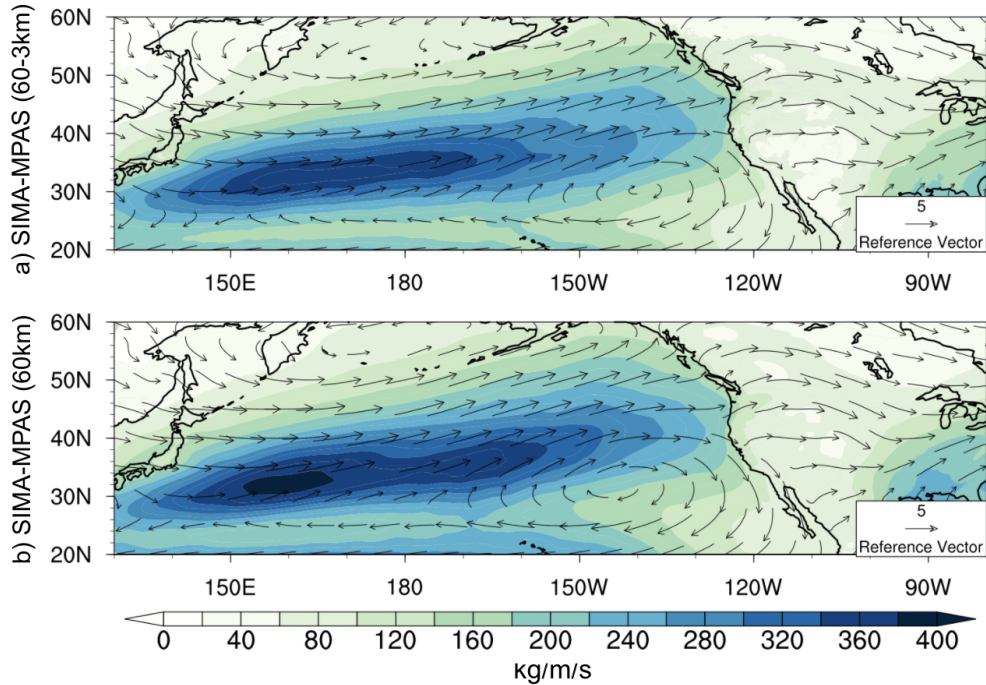 a) SIMA-MPAS (60-3km)
60N
50N
40N
30N
20N
5
Reference Vector
150E 180 150W 120W 90W
b) SIMA-MPAS (60km)
60N
50N
40N
30N
20N
5
Reference Vector
150E 180 150W 120W 90W
0 40 80 120 160 200 240 280 320 360 400
кg/m/s